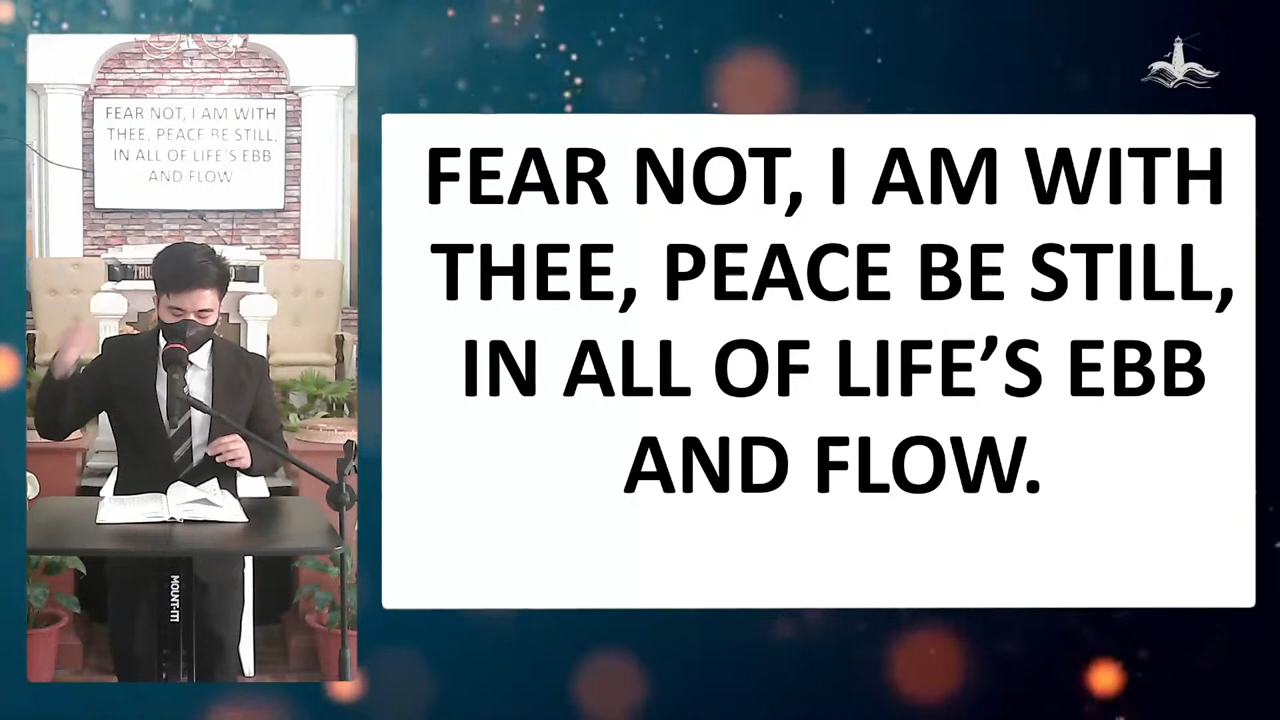 FEAR NOT, I AM WITH
THEE, PEACE BE STILL,
IN ALL OF LIFE'S EBB
AND FLOW
MOUNT-IT!
FEAR NOT, I AM WITH
THEE, PEACE BE STILL,
IN ALL OF LIFE’S EBB
AND FLOW.